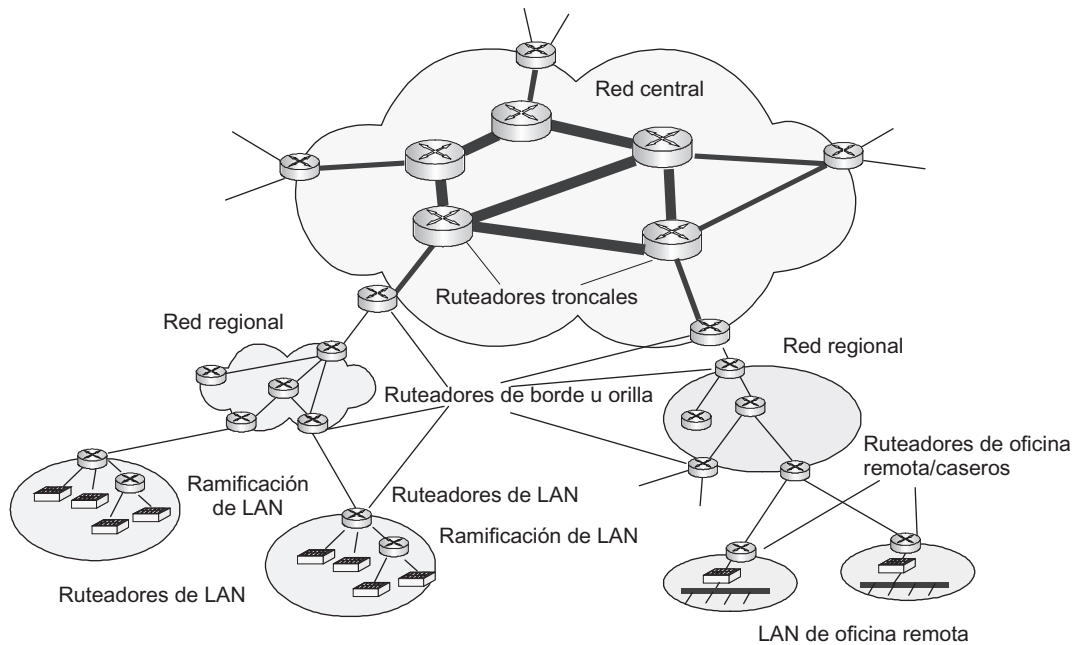 Red central
Ruteadores troncales
Red regional
Red regional
Ruteadores de borde u orilla
Ruteadores de oficina
remota/caseros
Ramificación
de LAN
Ruteadores de LAN
Ramificación de LAN
Ruteadores de LAN
LAN de oficina remota